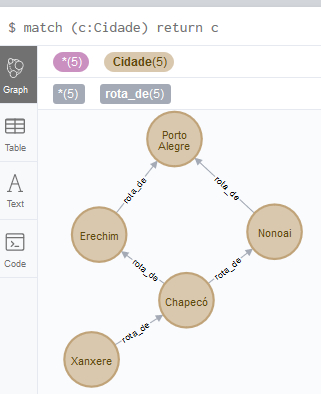 $ match (c:Cidade) return c
*(5) Cidade(5)
*(5) rota_de(5)
Graph
Table
Text
Code
Porto
Alegre
rota_de
rota_de
Erechim
Nonoai
rota_de
rota_de
Chapecó
rota_de
Xanxere